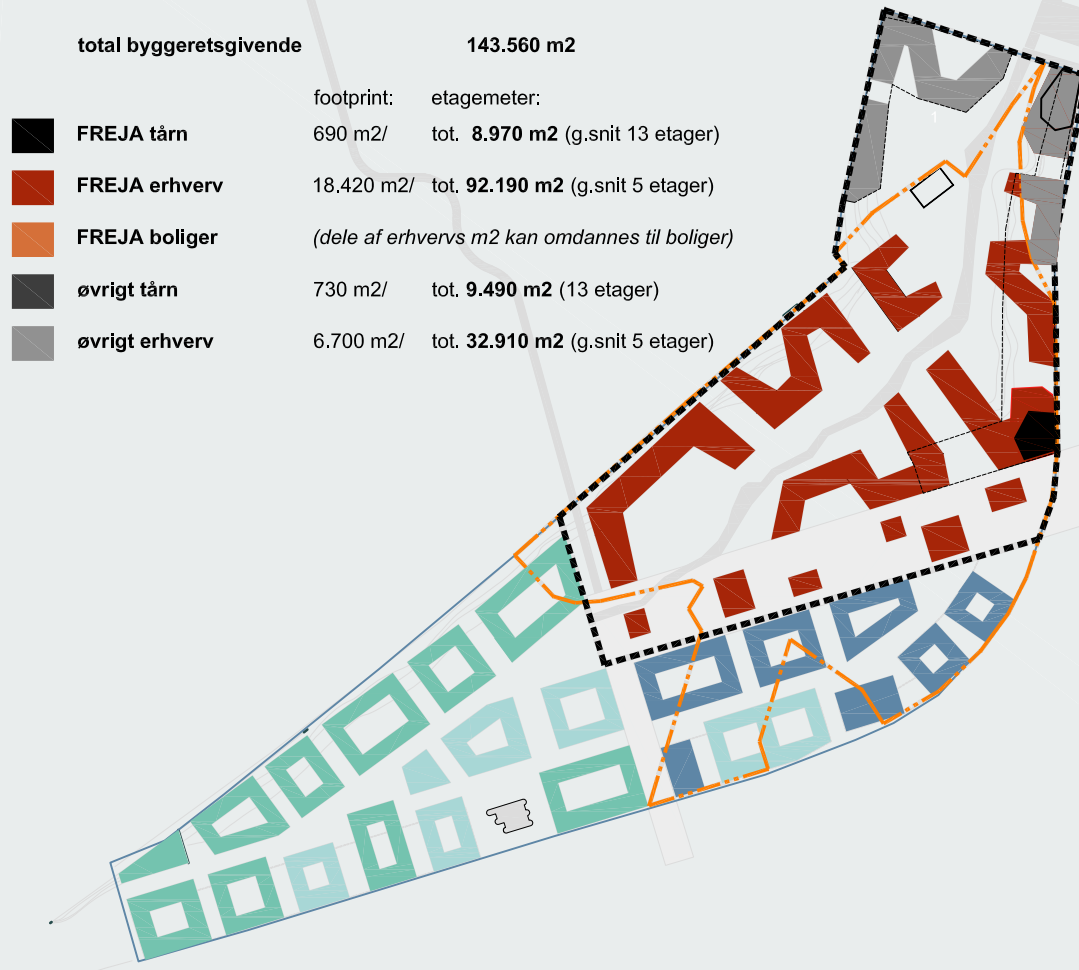 total byggeretsgivende 143.560 m2
footprint: etagemeter:
FREJA tårn 690 m2/ tot. 8.970 m2 (g.snit 13 etager)
FREJA erhverv 18.420 m2/ tot. 92.190 m2 (g.snit 5 etager)
FREJA boliger (dele af erhvervs m2 kan omdannes til boliger)
øvrigt tårn 730 m2/ tot. 9.490 m2 (13 etager)
øvrigt erhverv 6.700 m2/ tot. 32.910 m2 (g.snit 5 etager)
1